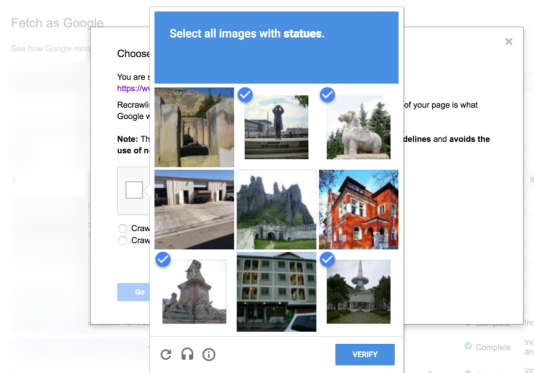 Fetch as Google
See how Google rend
Choose
You are s
https://ww
Recrawli
of your page is what
Google w
Note: Th
delines and avoids the
use of n
Select all images with statues.
/
Craw
Craw
Go
VERIFY
Complete
Complete